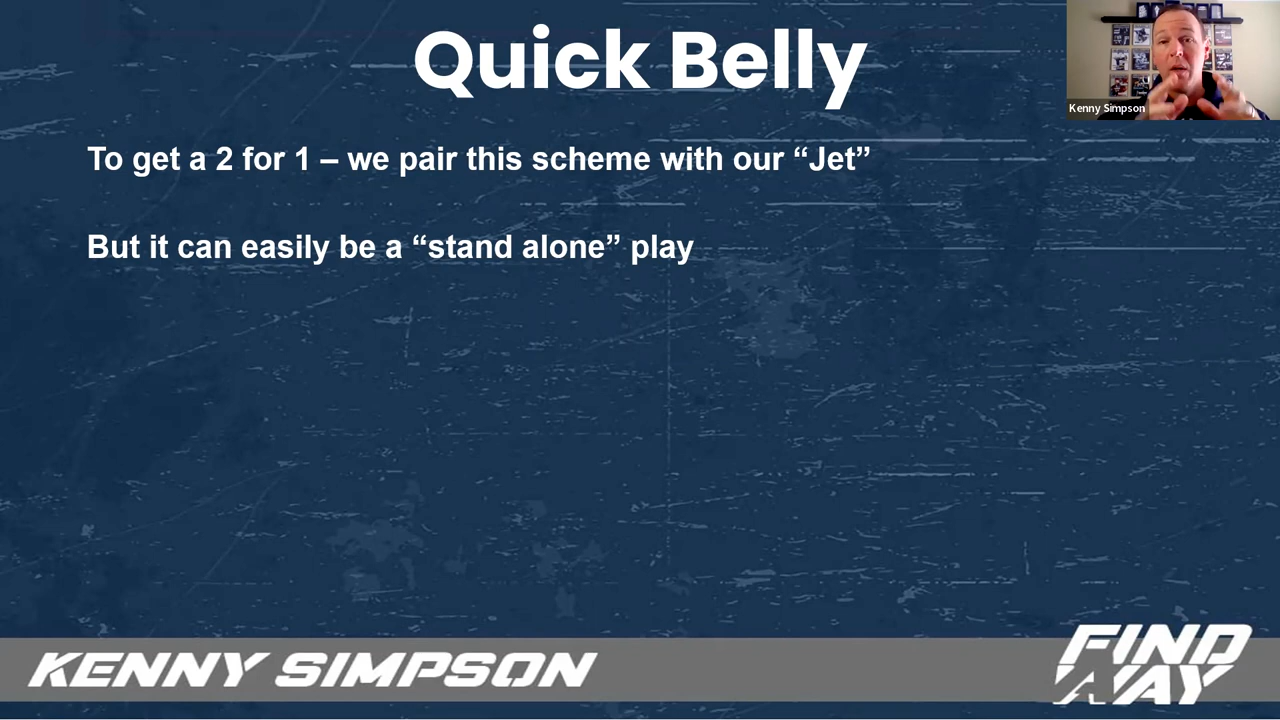 Quick Belly
Kenny Simpson
To get a 2 for 1 – we pair this scheme with our “Jet”
But it can easily be a “stand alone” play
KENNY SIMPSON
FIND
A WAY